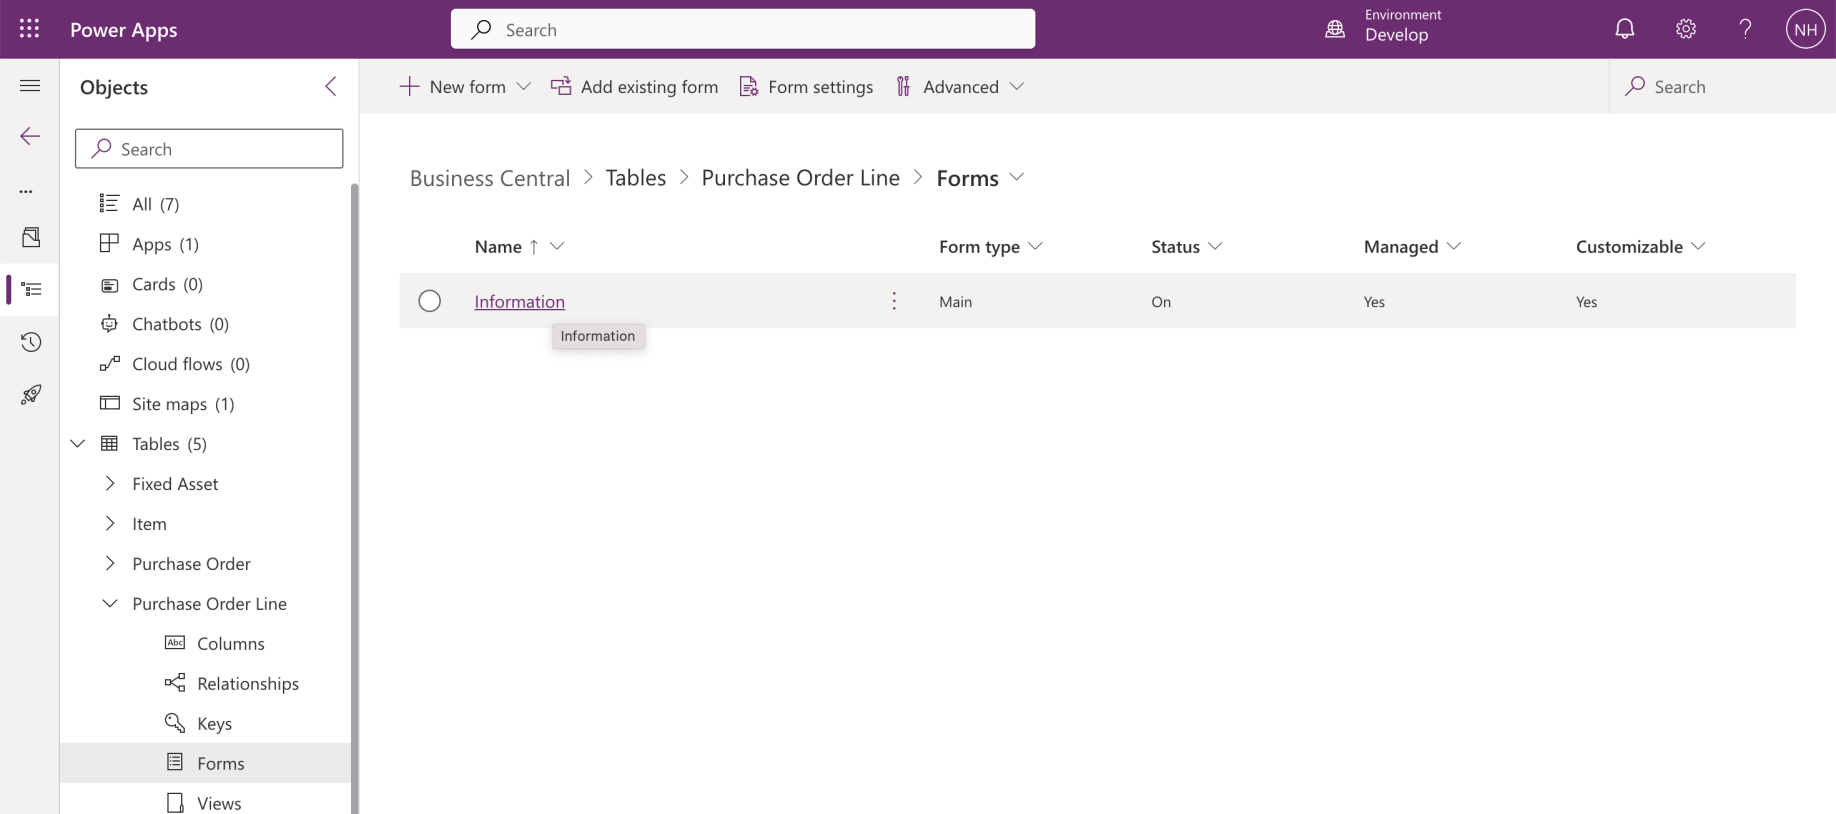 Power Apps
Search
Environment
Develop
NH
Objects
New form
Add existing form
Form settings
Advanced
Search
Search
Business Central > Tables > Purchase Order Line > Forms
All (7)
Apps (1)
Cards (0)
Chatbots (0)
Cloud flows (0)
Site maps (1)
Tables (5)
Fixed Asset
Item
Purchase Order
Purchase Order Line
Abc Columns
Relationships
Keys
Forms
Views
Name ↑ Form type Status Managed Customizable
Information Main On Yes Yes
Information